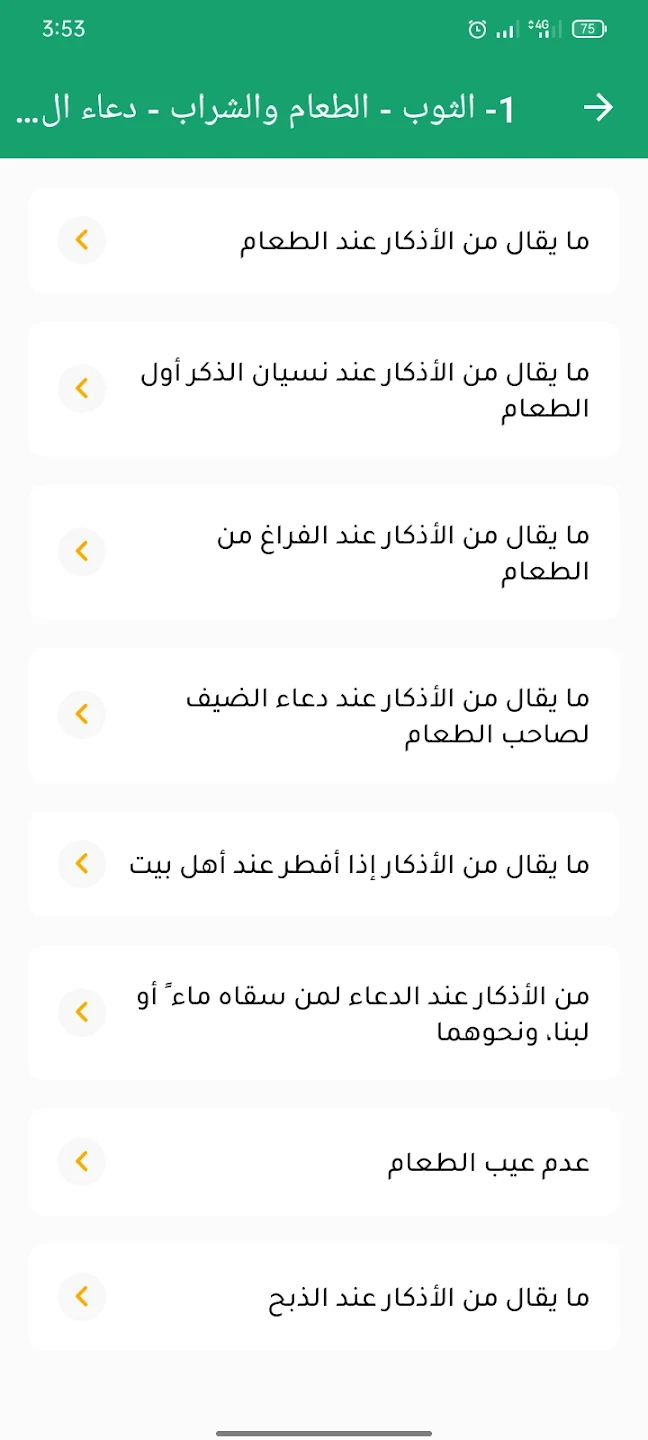 3:53
4G
75
1- الثوب - الطعام والشراب - دعاء ال...
ما يقال من الأذكار عند الطعام
ما يقال من الأذكار عند نسيان الذكر أول
الطعام
ما يقال من الأذكار عند الفراغ من
الطعام
ما يقال من الأذكار عند دعاء الضيف
لصاحب الطعام
ما يقال من الأذكار إذا أفطر عند أهل بيت
من الأذكار عند الدعاء لمن سقاه ماءً أو
لبنا، ونحوهما
عدم عيب الطعام
ما يقال من الأذكار عند الذبح